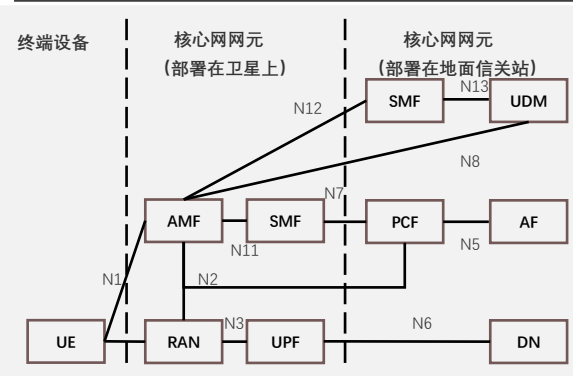 终端设备
核心网网元
（部署在卫星上）
核心网网元
（部署在地面信关站）
N13
SMF
UDM
N12
N8
N7
AMF
SMF
PCF
AF
N11
N5
N1
N2
N3
N6
UE
RAN
UPF
DN